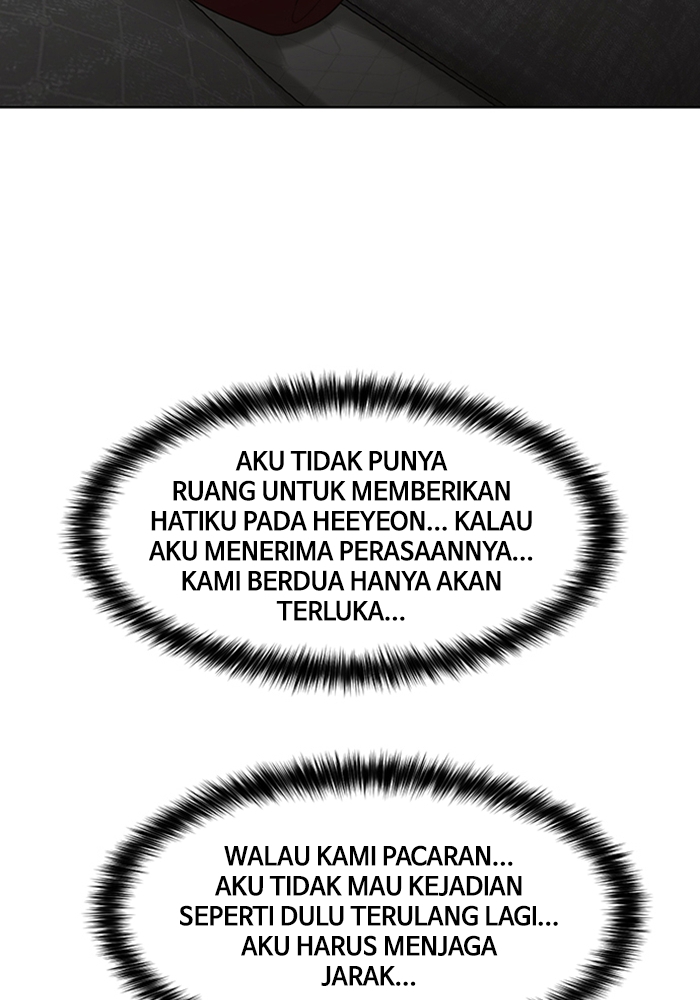 AKU TIDAK PUNYA
RUANG UNTUK MEMBERIKAN
HATIKU PADA HEEYEON... KALAU
AKU MENERIMA PERASAANNYA...
KAMI BERDUA HANYA AKAN
TERLUKA...
WALAU KAMI PACARAN...
AKU TIDAK MAU KEJADIAN
SEPERTI DULU TERULANG LAGI...
AKU HARUS MENJAGA
JARAK...